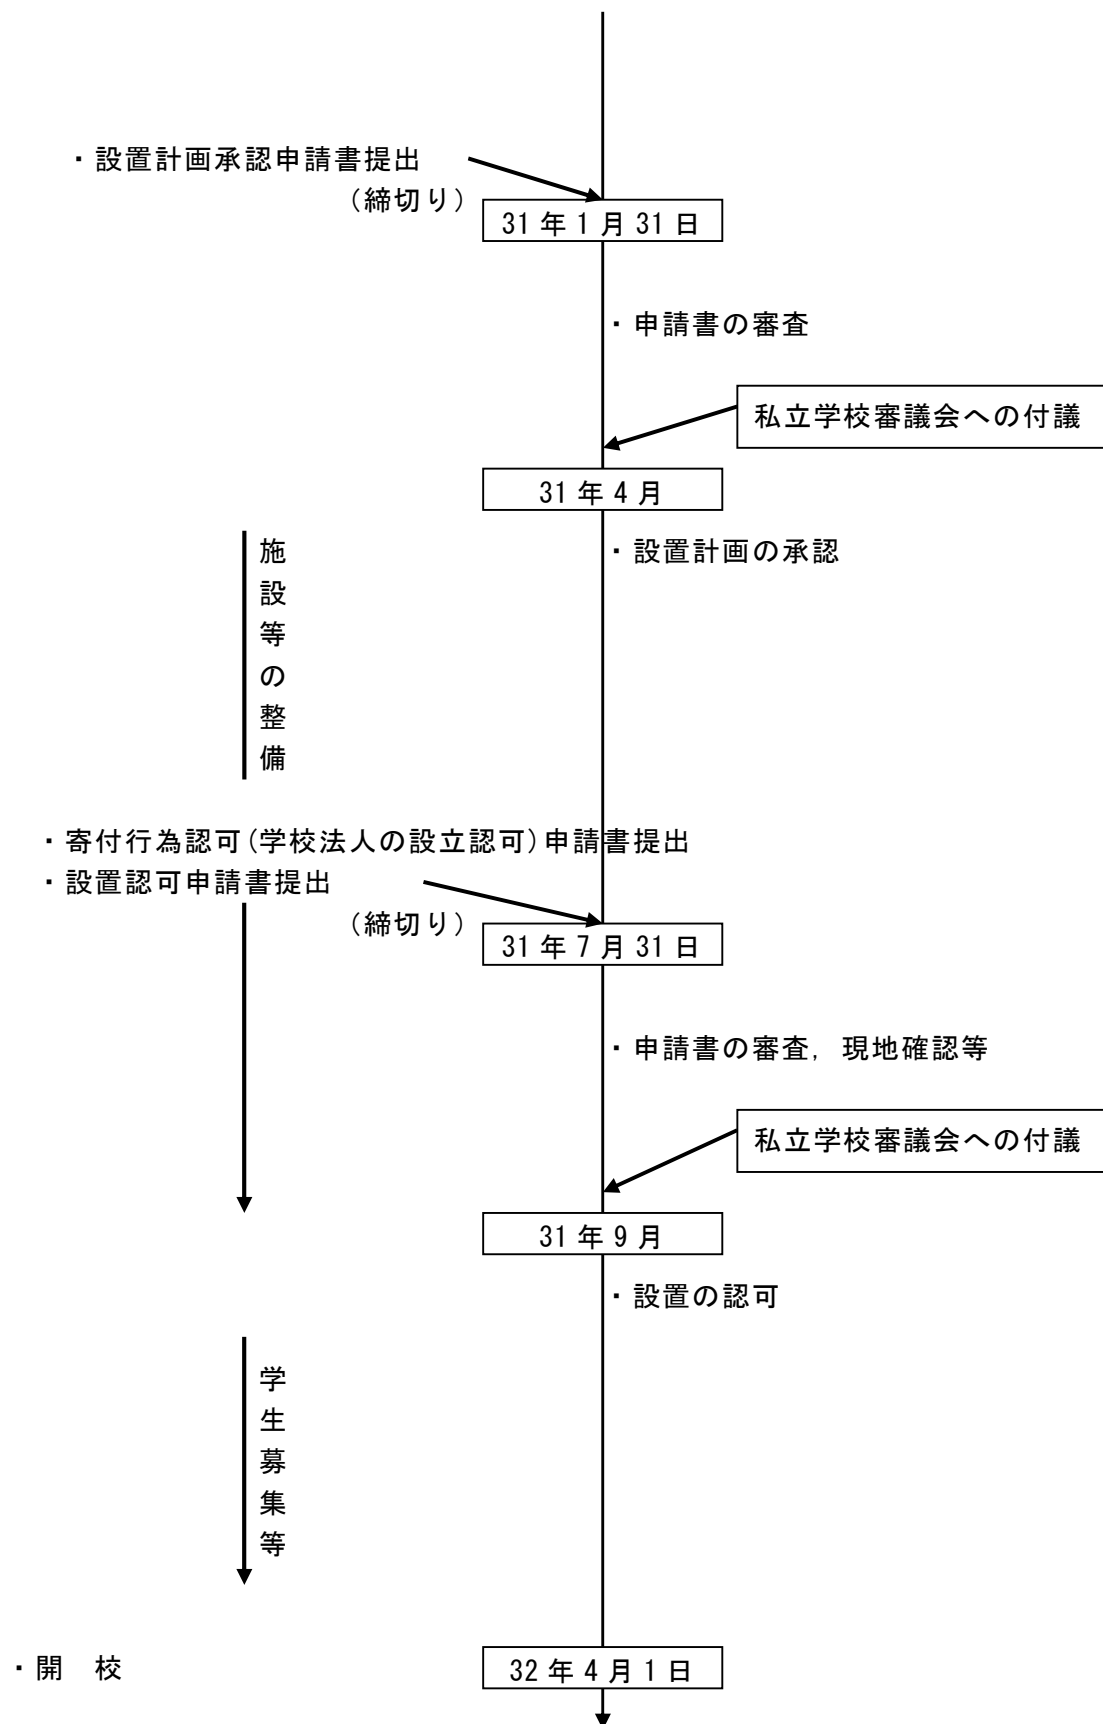 ・設置計画承認申請書提出
(締切り)
31年1月31日
・申請書の審査
私立学校審議会への付議
31年4月
・設置計画の承認
施設等の整備
・寄付行為認可(学校法人の設立認可)申請書提出
・設置認可申請書提出
(締切り)
31年7月31日
・申請書の審査,現地確認等
私立学校審議会への付議
31年9月
・設置の認可
学生募集等
・開 校
32年4月1日